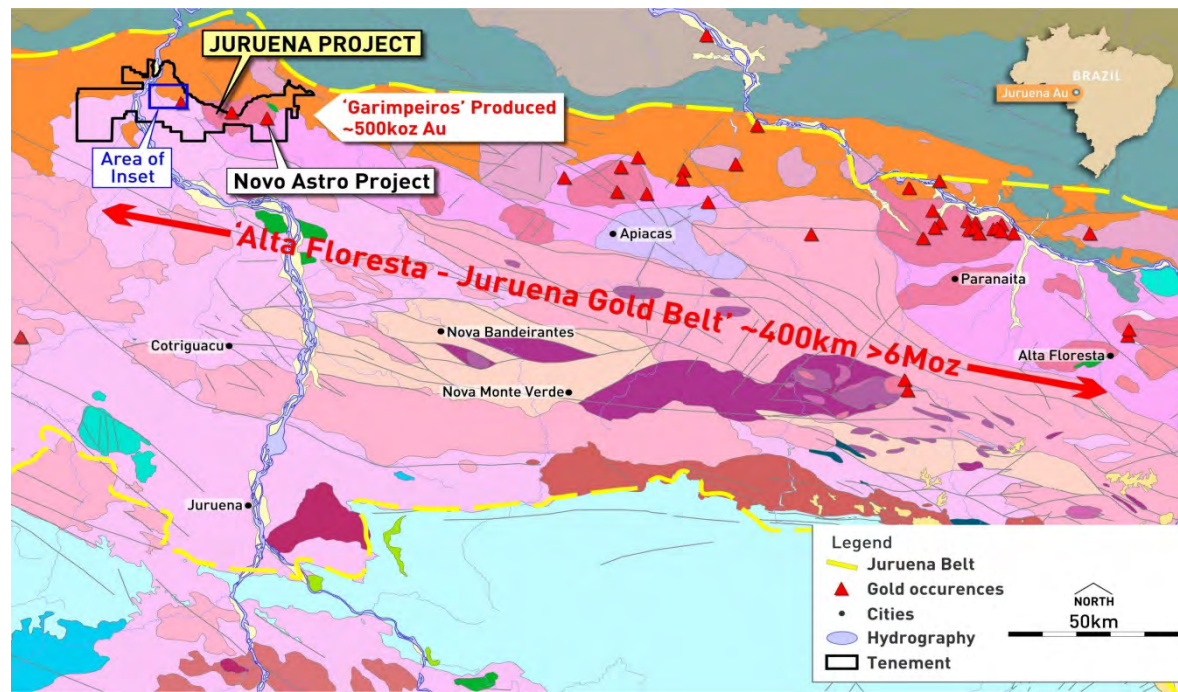 JURUENA PROJECT
'Garimpeiros' Produced
~500koz Au
BRAZIL
Juruena Au
Area of
Inset
Novo Astro Project
'Alta Floresta - Juruena Gold Belt' ~400km >6Moz
Apiacas
Paranaita
Nova Bandeirantes
Cotriguacu
Alta Floresta
Nova Monte Verde
Juruena
Legend
Juruena Belt
Gold occurences
Cities
Hydrography
Tenement
NORTH
50km